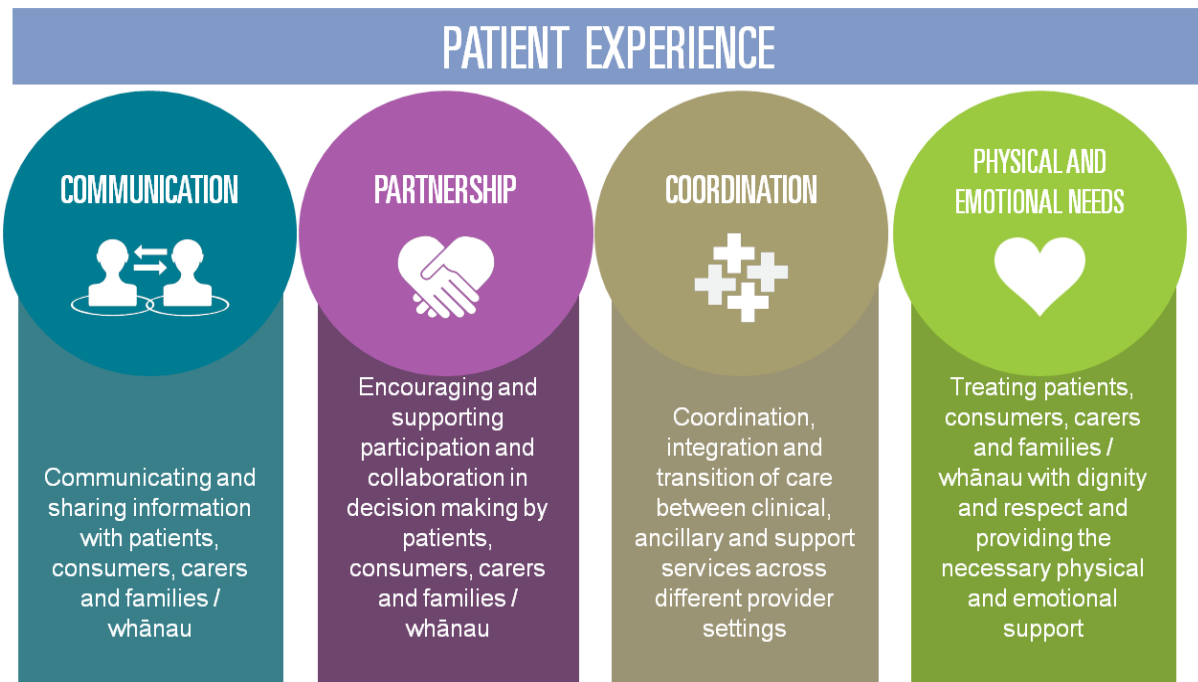 PATIENT EXPERIENCE
COMMUNICATION
Communicating and
sharing information
with patients,
consumers, carers
and families /
whānau
PARTNERSHIP
Encouraging and
supporting
participation and
collaboration in
decision making by
patients,
consumers, carers
and families /
whānau
COORDINATION
Coordination,
integration and
transition of care
between clinical,
ancillary and support
services across
different provider
settings
PHYSICAL AND
EMOTIONAL NEEDS
Treating patients,
consumers, carers
and families /
whānau with dignity
and respect and
providing the
necessary physical
and emotional
support